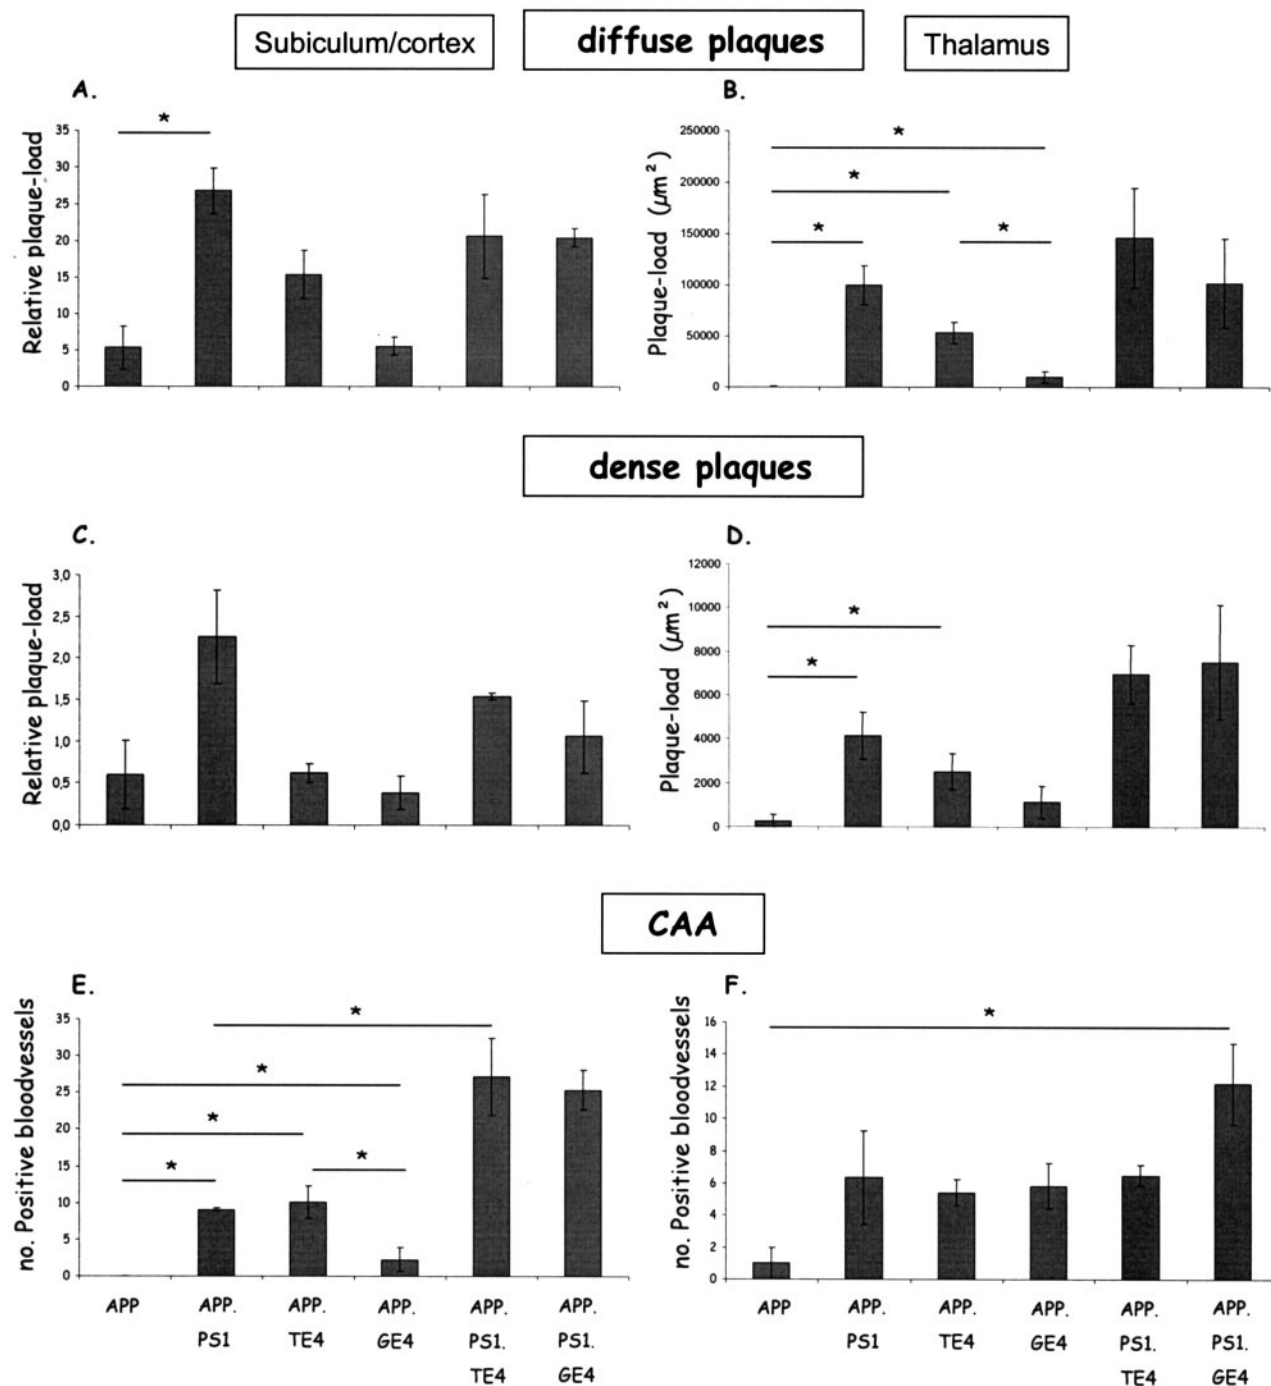 Subiculum/cortex
diffuse plaques
Thalamus
A.
Relative plaque-load
35
30
25
20
15
10
5
0
*
B.
Plaque-load (µm²)
250000
200000
150000
100000
50000
0
*
*
*
*
dense plaques
C.
Relative plaque-load
3,0
2,5
2,0
1,5
1,0
0,5
0,0
D.
Plaque-load (µm²)
12000
10000
8000
6000
4000
2000
0
*
*
CAA
E.
no. Positive bloodvessels
35
30
25
20
15
10
5
0
*
*
*
*
*
APP
APP.
PS1
APP.
TE4
APP.
GE4
APP.
PS1.
TE4
APP.
PS1.
GE4
F.
no. Positive bloodvessels
16
14
12
10
8
6
4
2
0
*
APP
APP.
PS1
APP.
TE4
APP.
GE4
APP.
PS1.
TE4
APP.
PS1.
GE4